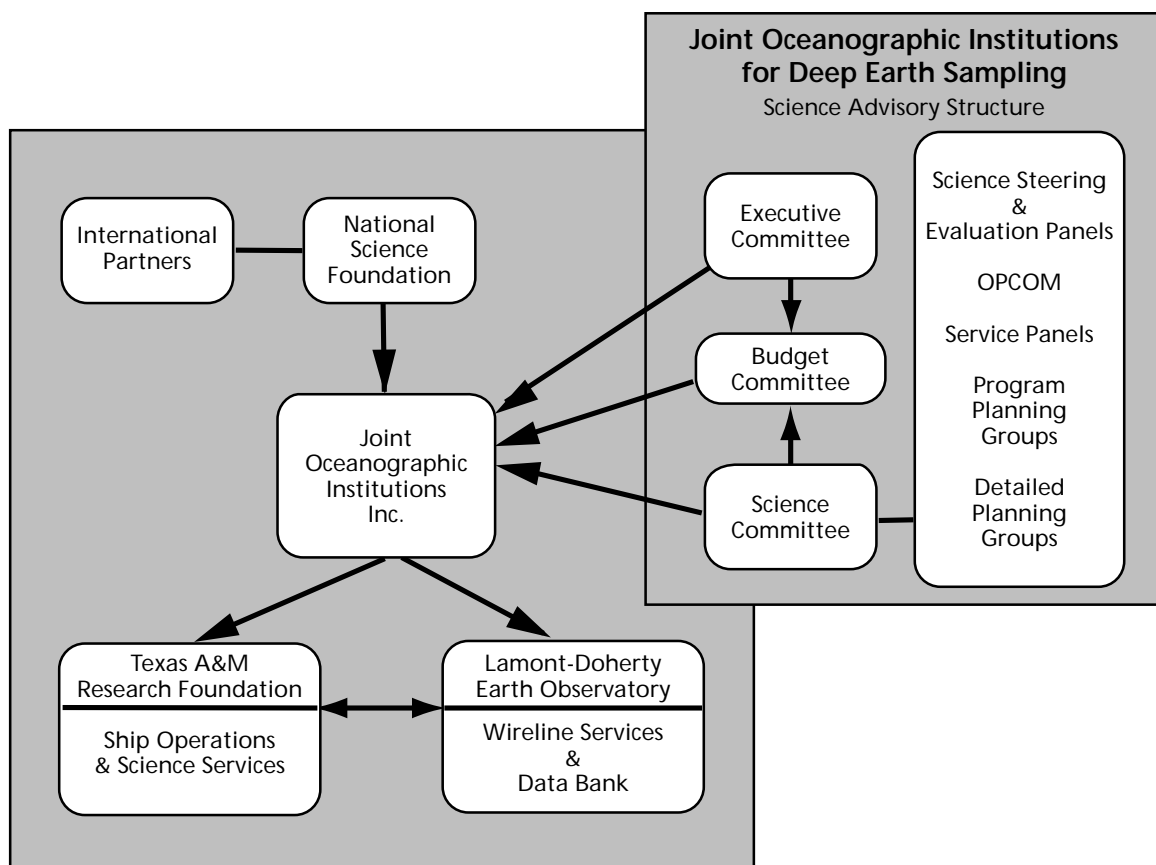 Joint Oceanographic Institutions
for Deep Earth Sampling
Science Advisory Structure
International
Partners
National
Science
Foundation
Joint
Oceanographic
Institutions
Inc.
Texas A&M
Research Foundation
Ship Operations
& Science Services
Lamont-Doherty
Earth Observatory
Wireline Services
&
Data Bank
Executive
Committee
Budget
Committee
Science
Committee
Science Steering
&
Evaluation Panels
OPCOM
Service Panels
Program
Planning
Groups
Detailed
Planning
Groups